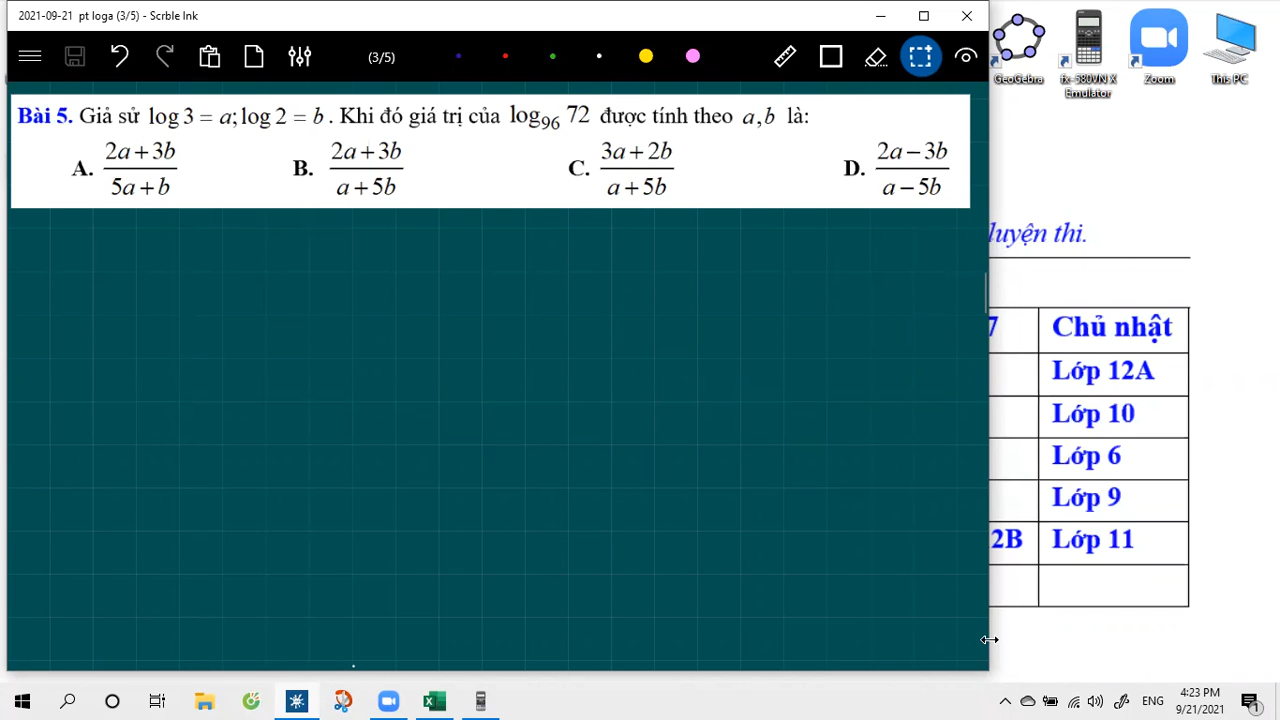 2021-09-21 pt loga (3/5) - Scrble Ink
(3/5)
GeoGebra
fx-580VN X
Emulator
Zoom
This PC
Bài 5. Giả sử log 3 = a; log 2 = b . Khi đó giá trị của log₉₆ 72 được tính theo a, b là:
A. (2a + 3b)/(5a + b) B. (2a + 3b)/(a + 5b) C. (3a + 2b)/(a + 5b) D. (2a − 3b)/(a − 5b)
luyện thi.
7 Chủ nhật
Lớp 12A
Lớp 10
Lớp 6
Lớp 9
2B Lớp 11
ENG
4:23 PM
9/21/2021
1